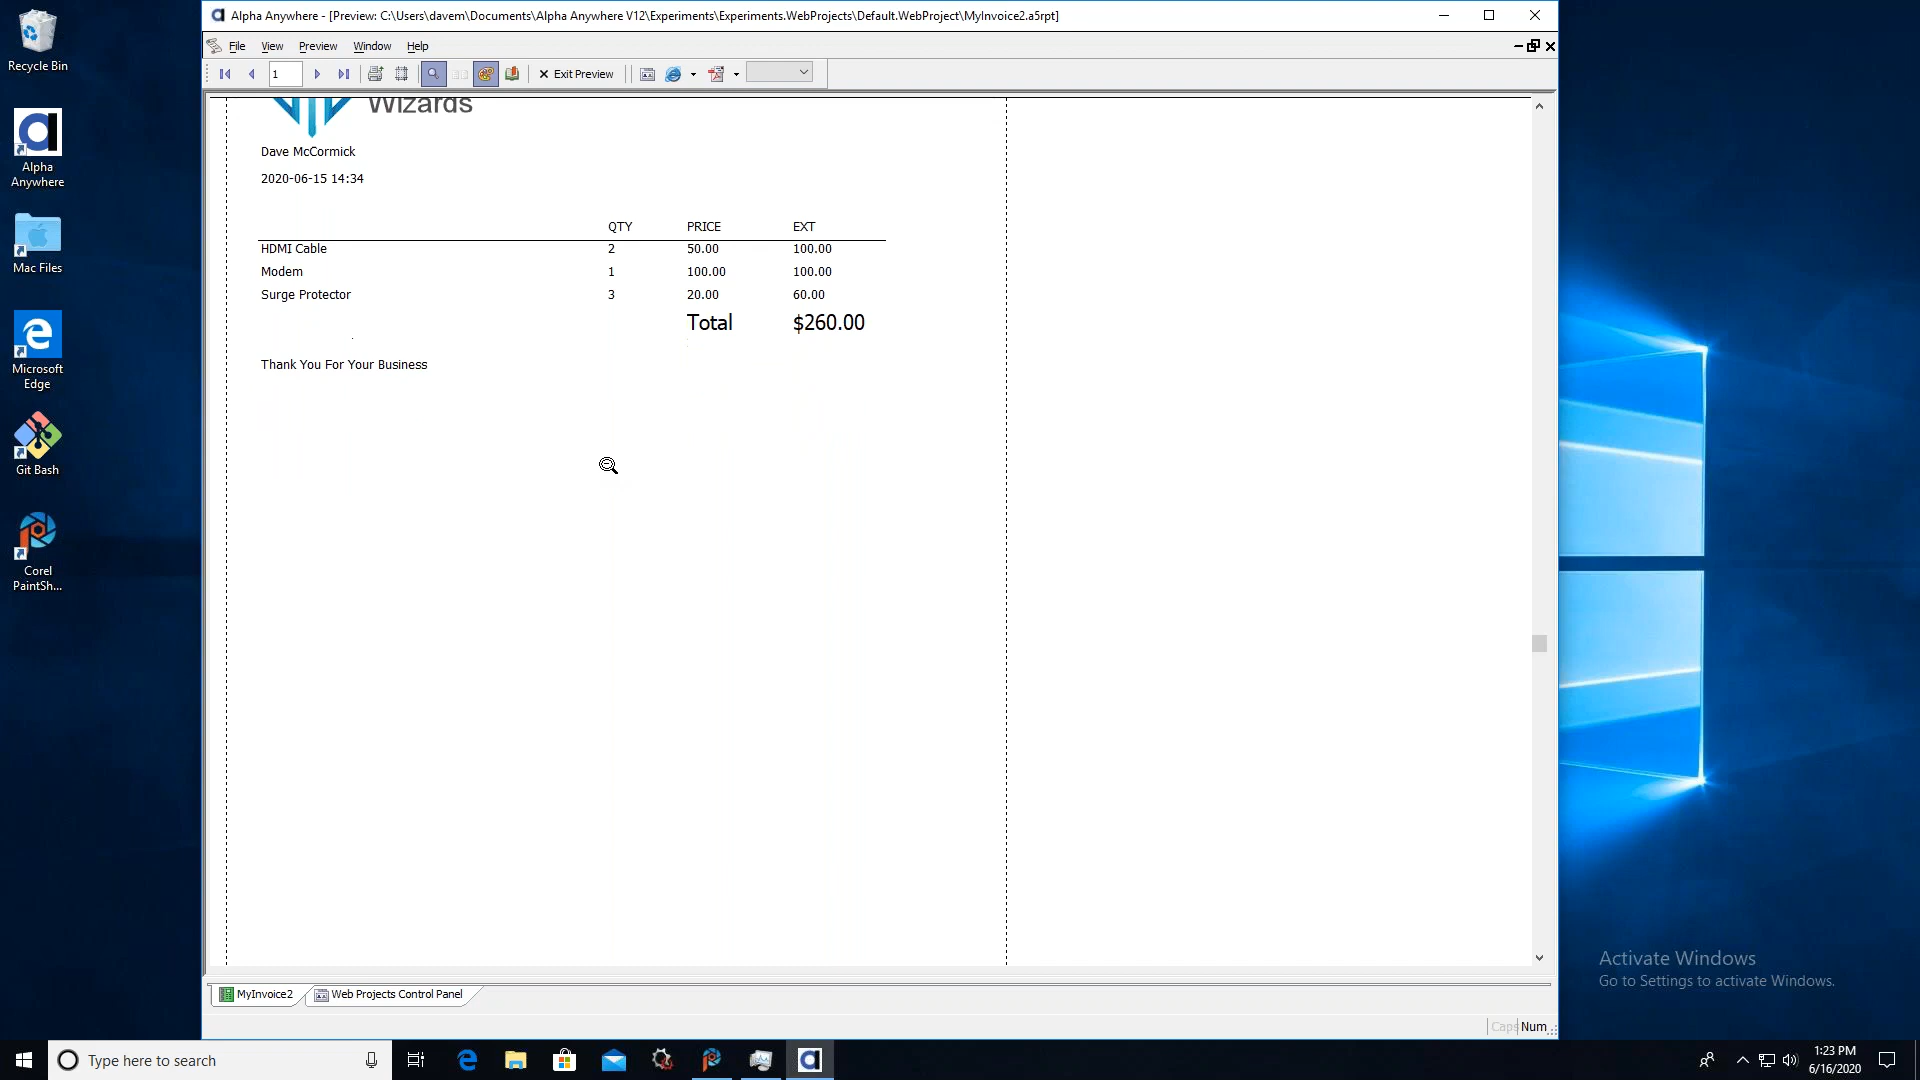 Alpha Anywhere - [Preview: C:\Users\davem\Documents\Alpha Anywhere V12\Experiments\Experiments.WebProjects\Default.WebProject\MyInvoice2.a5rpt]
File View Preview Window Help
1 Exit Preview
Recycle Bin
Alpha
Anywhere
Mac Files
Microsoft
Edge
Git Bash
Corel
PaintSh...
Wizards
Dave McCormick
2020-06-15 14:34
QTY PRICE EXT
HDMI Cable 2 50.00 100.00
Modem 1 100.00 100.00
Surge Protector 3 20.00 60.00
Total $260.00
Thank You For Your Business
Activate Windows
Go to Settings to activate Windows.
MyInvoice2 Web Projects Control Panel
Caps Num
Type here to search
1:23 PM
6/16/2020